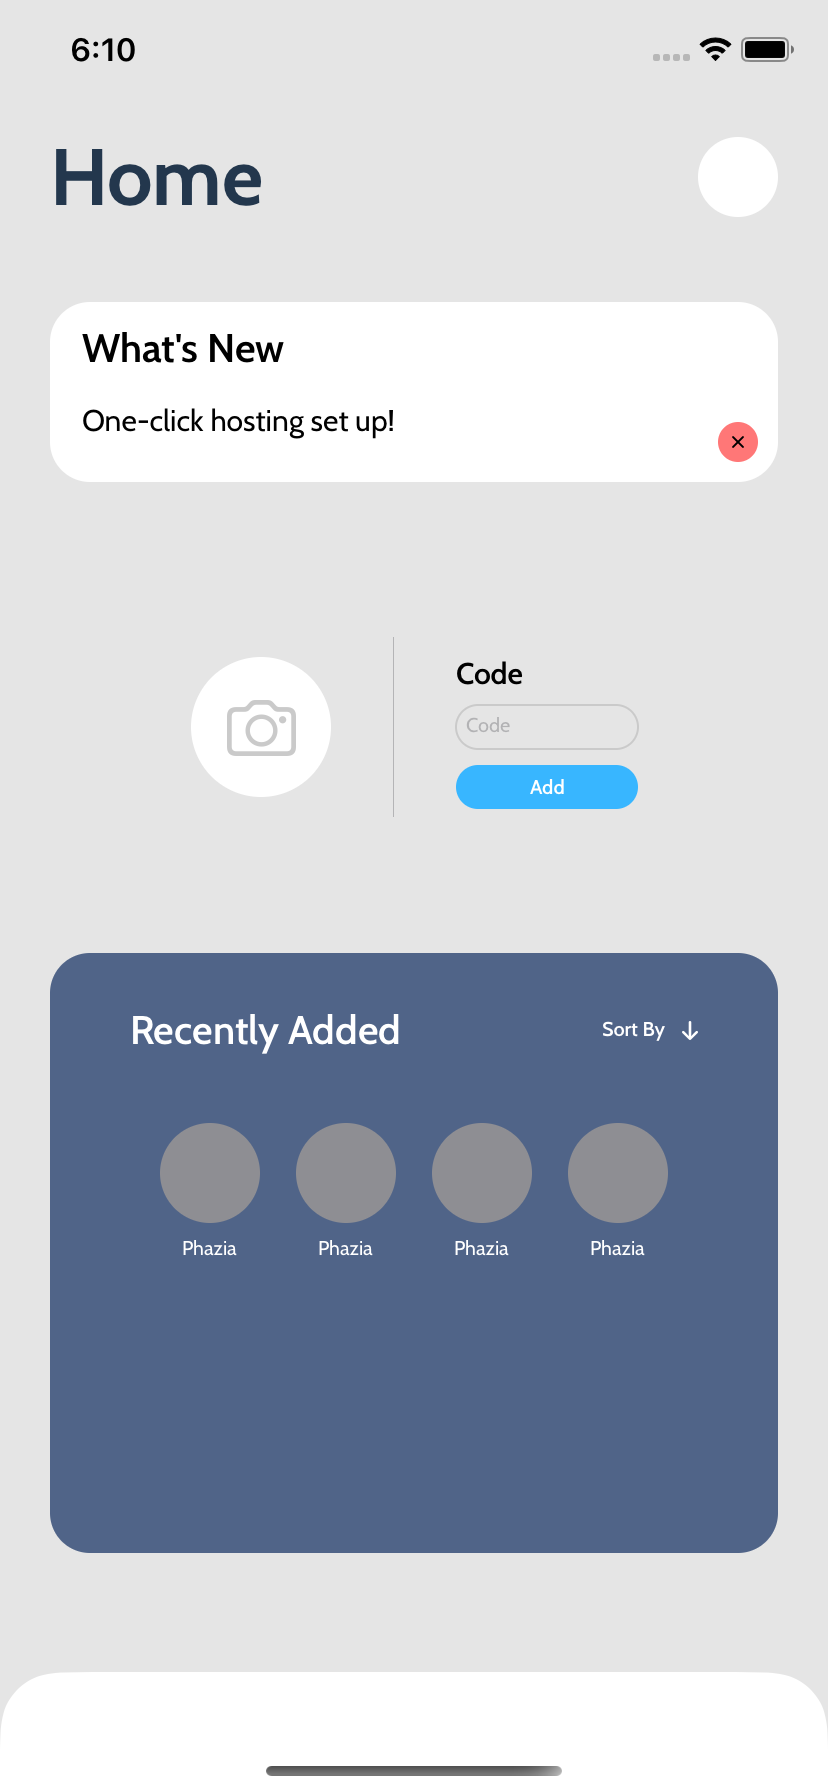 6:10
Home
What's New
One-click hosting set up!
Code
Code
Add
Recently Added
Sort By
Phazia
Phazia
Phazia
Phazia